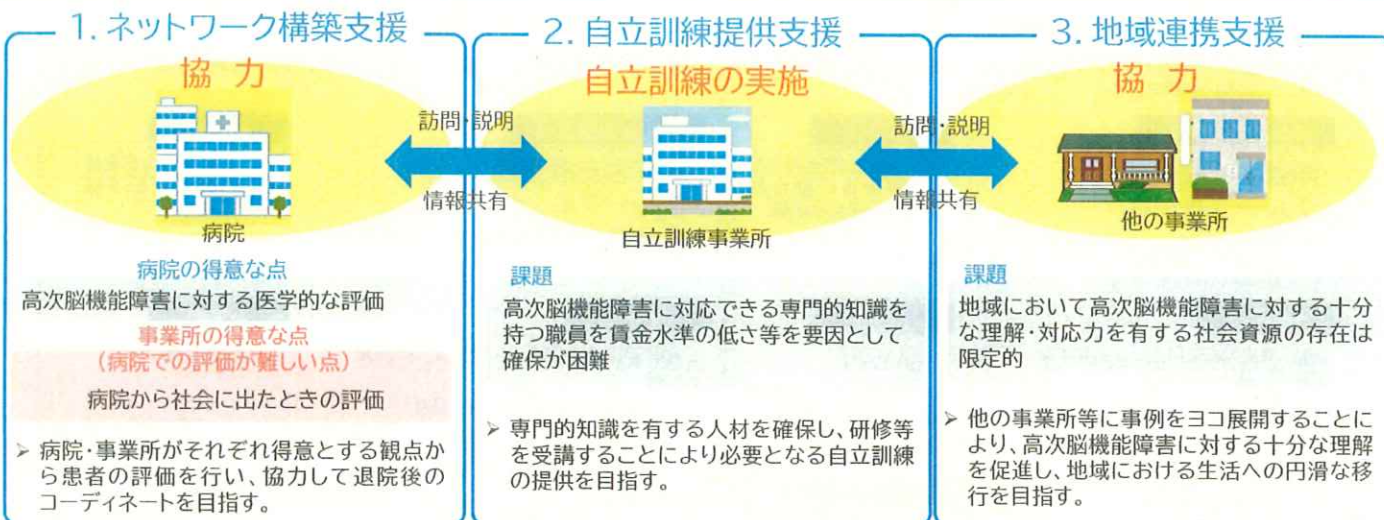 1. ネットワーク構築支援
協 力
病院
病院の得意な点
高次脳機能障害に対する医学的な評価
事業所の得意な点
(病院での評価が難しい点)
病院から社会に出たときの評価
➢ 病院・事業所がそれぞれ得意とする観点か
ら患者の評価を行い、協力して退院後の
コーディネートを目指す。
訪問・説明
情報共有
2. 自立訓練提供支援
自立訓練の実施
自立訓練事業所
課題
高次脳機能障害に対応できる専門的知識を
持つ職員を賃金水準の低さ等を要因として
確保が困難
➢ 専門的知識を有する人材を確保し、研修等
を受講することにより必要となる自立訓練
の提供を目指す。
訪問・説明
情報共有
3. 地域連携支援
協 力
他の事業所
課題
地域において高次脳機能障害に対する十分
な理解・対応力を有する社会資源の存在は
限定的
➢ 他の事業所等に事例をヨコ展開することに
より、高次脳機能障害に対する十分な理解
を促進し、地域における生活への円滑な移
行を目指す。